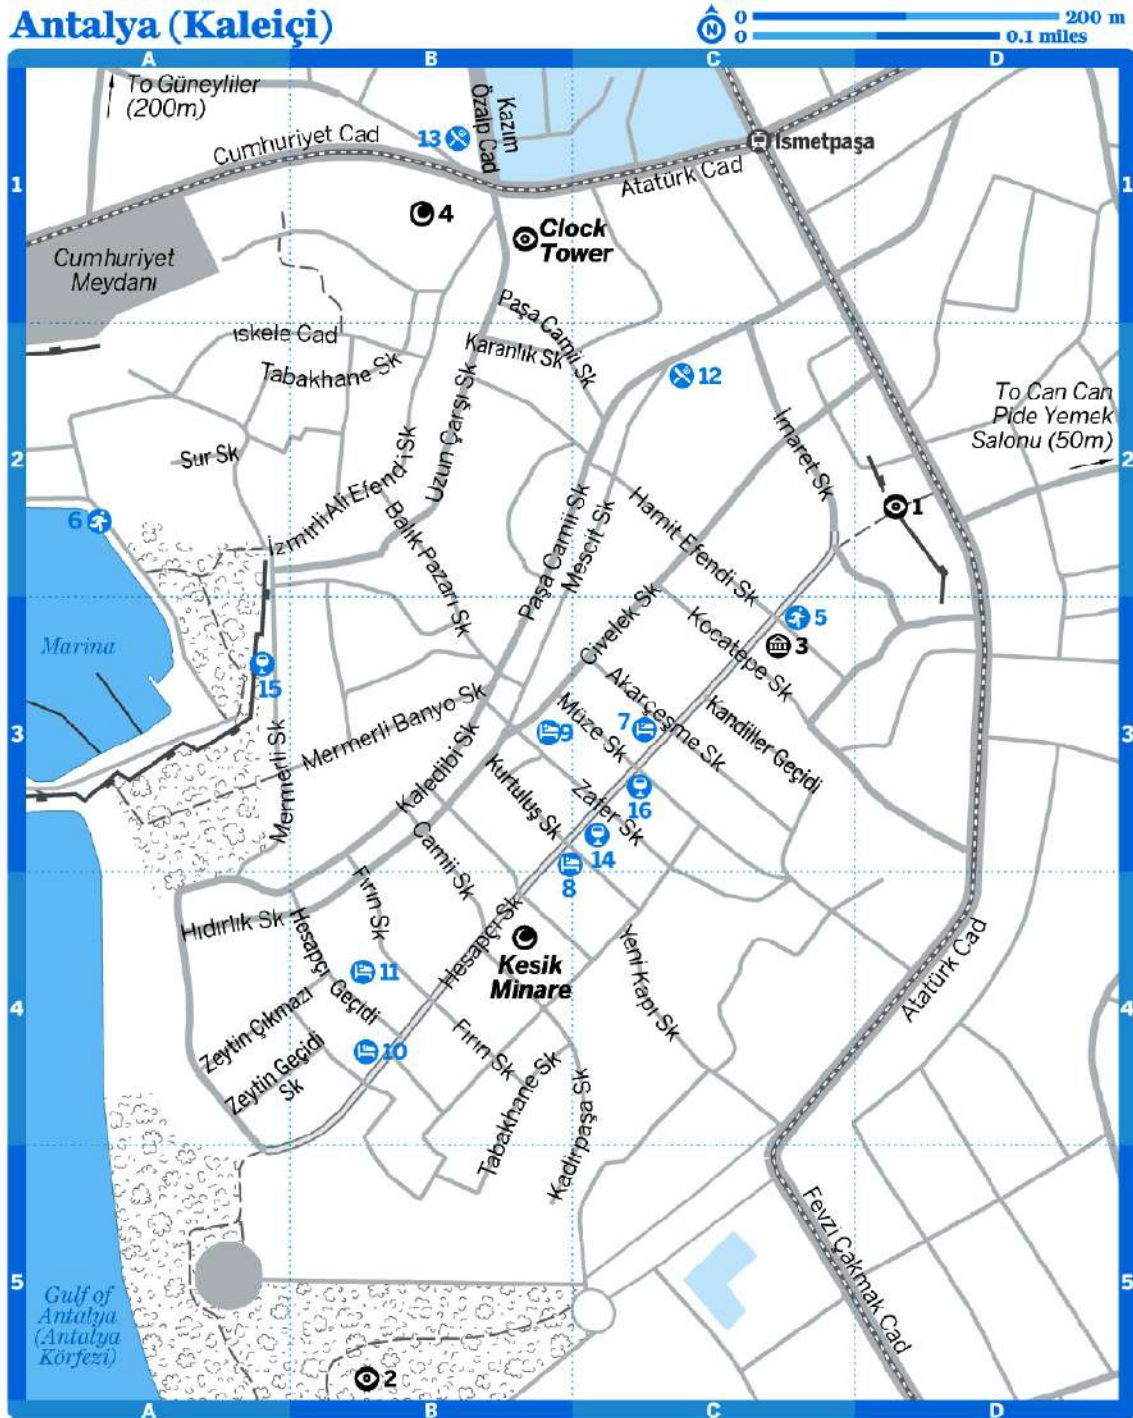 Antalya (Kaleiçi)
N
0
200 m
0
0.1 miles
A
B
C
D
To Güneyliler
(200m)
Kazım
Özalp Cad
13
Cumhuriyet Cad
İsmetpaşa
Atatürk Cad
1
1
4
Clock
Tower
Cumhuriyet
Meydanı
Paşa Camii Sk
İskele Cad
Karanlık Sk
Tabakhane Sk
12
To Can Can
Pide Yemek
Salonu (50m)
Uzun Çarşı Sk
İmaret Sk
2
2
Sur Sk
İzmirli Ali Efendi Sk
Balık Pazarı Sk
Paşa Camii Sk
Mescit Sk
Hamit Efendi Sk
1
6
Civelek Sk
Kocatepe Sk
5
3
Marina
15
Mermerli Banyo Sk
Akarçeşme Sk
Kandiller Geçidi
Müze Sk
7
9
3
3
Mermerli Sk
Kaledibi Sk
Kurtuluş Sk
Zafer Sk
16
14
8
Camii Sk
Fırın Sk
Hıdırlık Sk
Hesapçı Geçidi
Hesapçı Sk
Yeni Kapı Sk
Atatürk Cad
11
Kesik
Minare
4
4
Zeytin Çıkmazı
Zeytin Geçidi
Sk
10
Fırın Sk
Tabakhane Sk
Kadirpaşa Sk
Fevzi Çakmak Cad
5
5
Gulf of
Antalya
(Antalya
Körfezi)
2
A
B
C
D